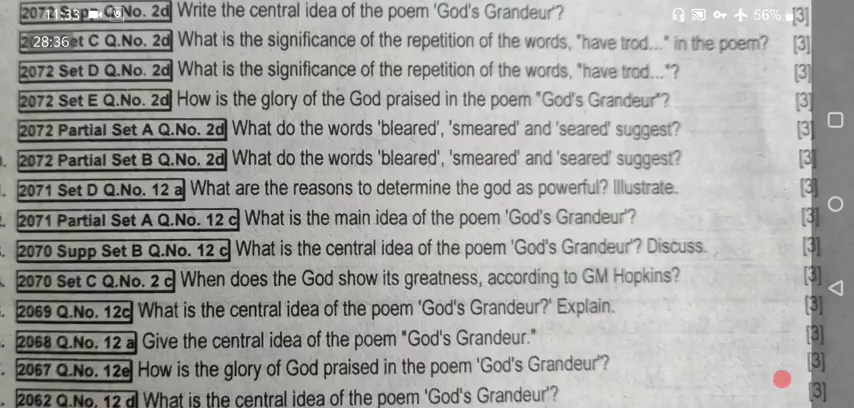 11:33 56%
28:36
2071 Q.No. 2d Write the central idea of the poem 'God's Grandeur'? [3]
Set C Q.No. 2d What is the significance of the repetition of the words, "have trod..." in the poem? [3]
2072 Set D Q.No. 2d What is the significance of the repetition of the words, "have trod..."? [3]
2072 Set E Q.No. 2d How is the glory of the God praised in the poem "God's Grandeur"? [3]
2072 Partial Set A Q.No. 2d What do the words 'bleared', 'smeared' and 'seared' suggest? [3]
2072 Partial Set B Q.No. 2d What do the words 'bleared', 'smeared' and 'seared' suggest? [3]
2071 Set D Q.No. 12 a What are the reasons to determine the god as powerful? Illustrate. [3]
2071 Partial Set A Q.No. 12 c What is the main idea of the poem 'God's Grandeur'? [3]
2070 Supp Set B Q.No. 12 c What is the central idea of the poem 'God's Grandeur'? Discuss. [3]
2070 Set C Q.No. 2 c When does the God show its greatness, according to GM Hopkins? [3]
2069 Q.No. 12c What is the central idea of the poem 'God's Grandeur?' Explain. [3]
2068 Q.No. 12 a Give the central idea of the poem "God's Grandeur." [3]
2067 Q.No. 12e How is the glory of God praised in the poem 'God's Grandeur'? [3]
2062 Q.No. 12 d What is the central idea of the poem 'God's Grandeur'? [3]